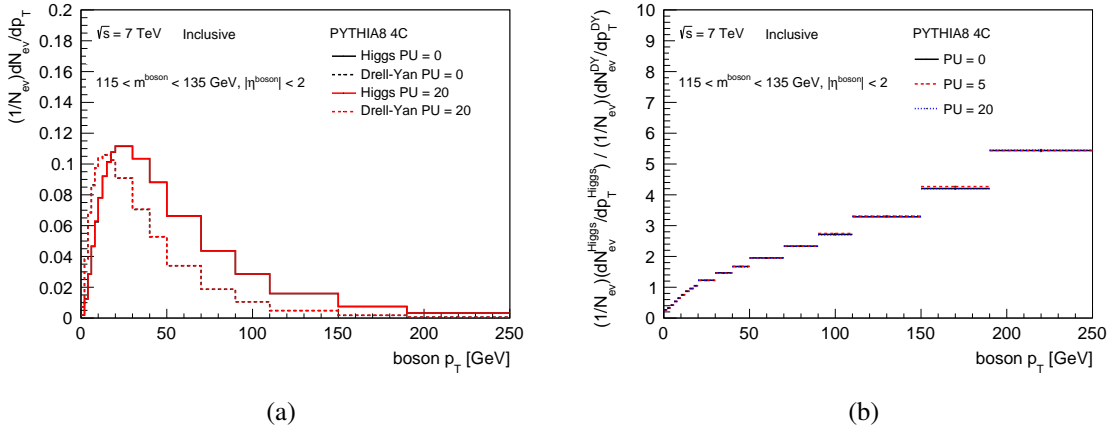 (1/N_ev)dN_ev/dp_T
√s = 7 TeV Inclusive
115 < m^boson < 135 GeV, |η^boson| < 2
PYTHIA8 4C
Higgs PU = 0
Drell-Yan PU = 0
Higgs PU = 20
Drell-Yan PU = 20
0.2
0.18
0.16
0.14
0.12
0.1
0.08
0.06
0.04
0.02
0
0 50 100 150 200 250
boson p_T [GeV]
(a)
(1/N_ev)(dN_ev^Higgs/dp_T^Higgs) / (1/N_ev)(dN_ev^DY/dp_T^DY)
√s = 7 TeV Inclusive
115 < m^boson < 135 GeV, |η^boson| < 2
PYTHIA8 4C
PU = 0
PU = 5
PU = 20
10
9
8
7
6
5
4
3
2
1
0
0 50 100 150 200 250
boson p_T [GeV]
(b)